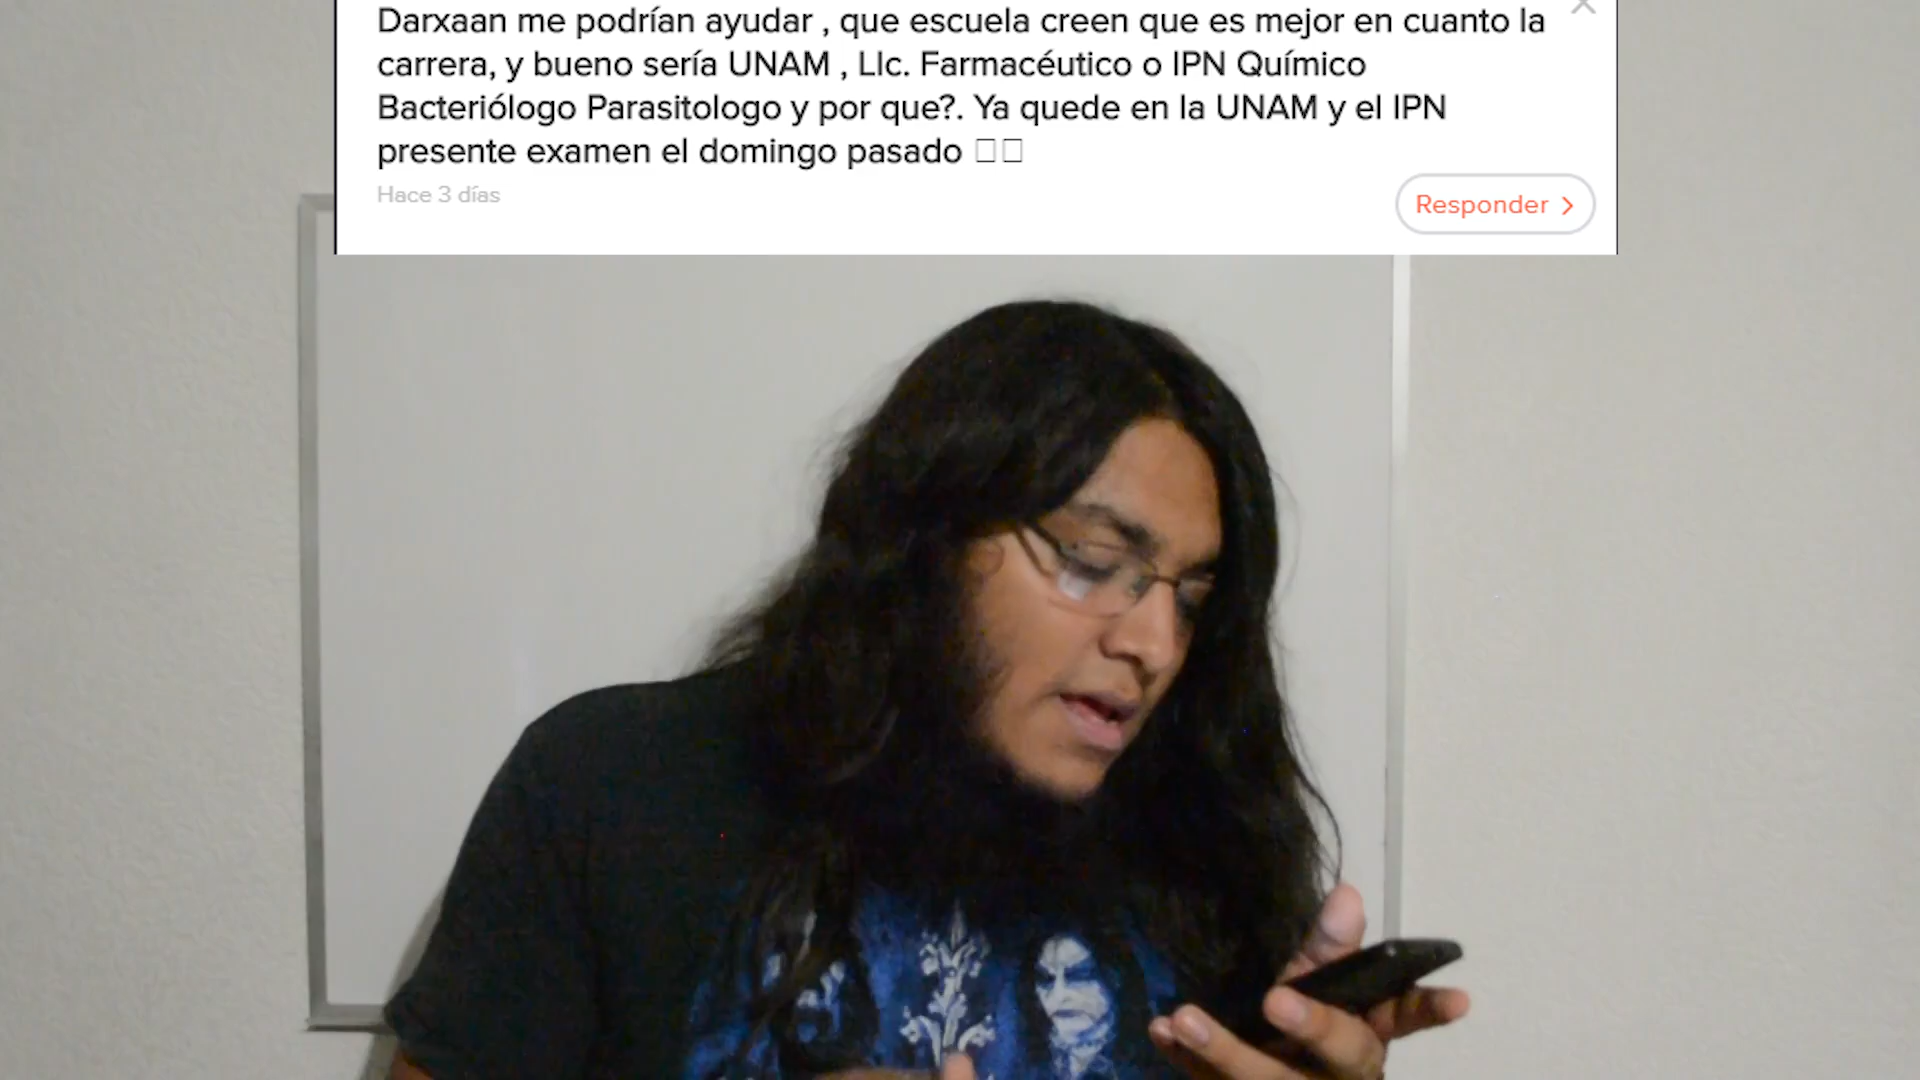 Darxaan me podrían ayudar , que escuela creen que es mejor en cuanto la
carrera, y bueno sería UNAM , LIc. Farmacéutico o IPN Químico
Bacteriólogo Parasitologo y por que?. Ya quede en la UNAM y el IPN
presente examen el domingo pasado
Hace 3 días
Responder